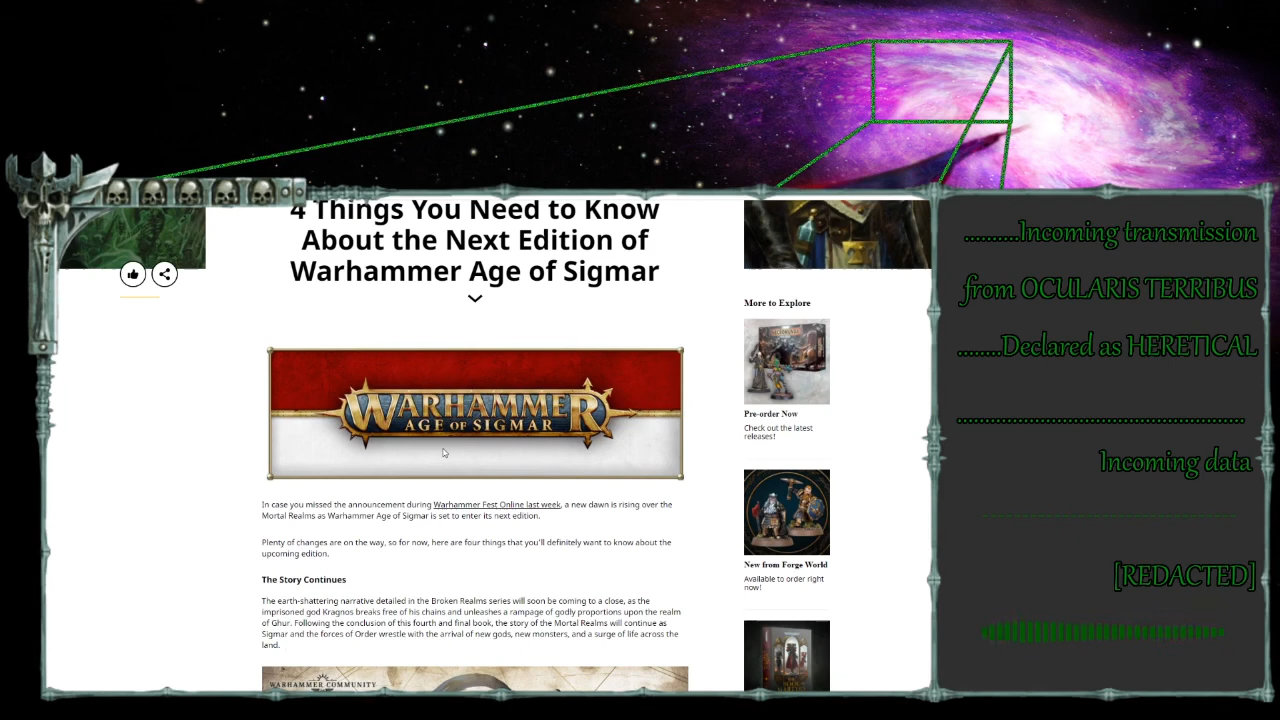 4 Things You Need to Know
About the Next Edition of
Warhammer Age of Sigmar
WARHAMMER
AGE OF SIGMAR
In case you missed the announcement during Warhammer Fest Online last week, a new dawn is rising over the
Mortal Realms as Warhammer Age of Sigmar is set to enter its next edition.
Plenty of changes are on the way, so for now, here are four things that you'll definitely want to know about the
upcoming edition.
The Story Continues
The earth-shattering narrative detailed in the Broken Realms series will soon be coming to a close, as the
imprisoned god Kragnos breaks free of his chains and unleashes a rampage of godly proportions upon the realm
of Ghur. Following the conclusion of this fourth and final book, the story of the Mortal Realms will continue as
Sigmar and the forces of Order wrestle with the arrival of new gods, new monsters, and a surge of life across the
land.
WARHAMMER COMMUNITY
More to Explore
Pre-order Now
Check out the latest
releases!
New from Forge World
Available to order right
now!
.........Incoming transmission
from OCULARIS TERRIBUS
........Declared as HERETICAL
................................................
Incoming data
[REDACTED]